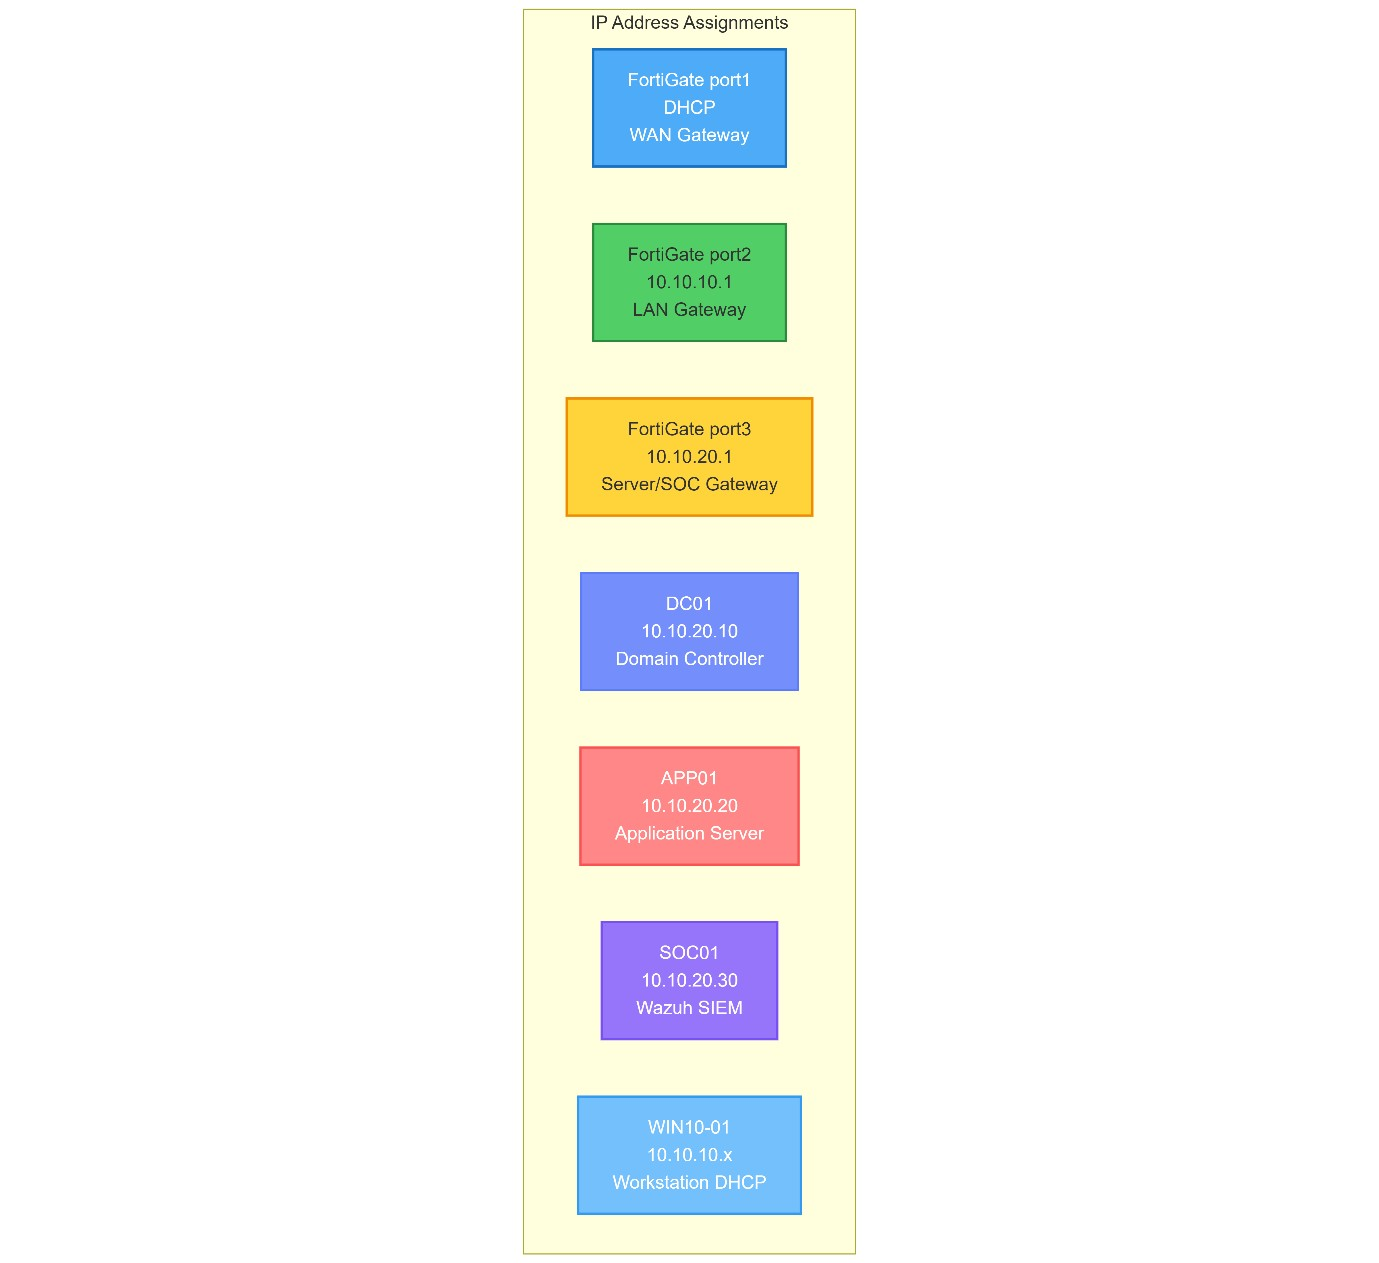 IP Address Assignments
FortiGate port1
DHCP
WAN Gateway
FortiGate port2
10.10.10.1
LAN Gateway
FortiGate port3
10.10.20.1
Server/SOC Gateway
DC01
10.10.20.10
Domain Controller
APP01
10.10.20.20
Application Server
SOC01
10.10.20.30
Wazuh SIEM
WIN10-01
10.10.10.x
Workstation DHCP